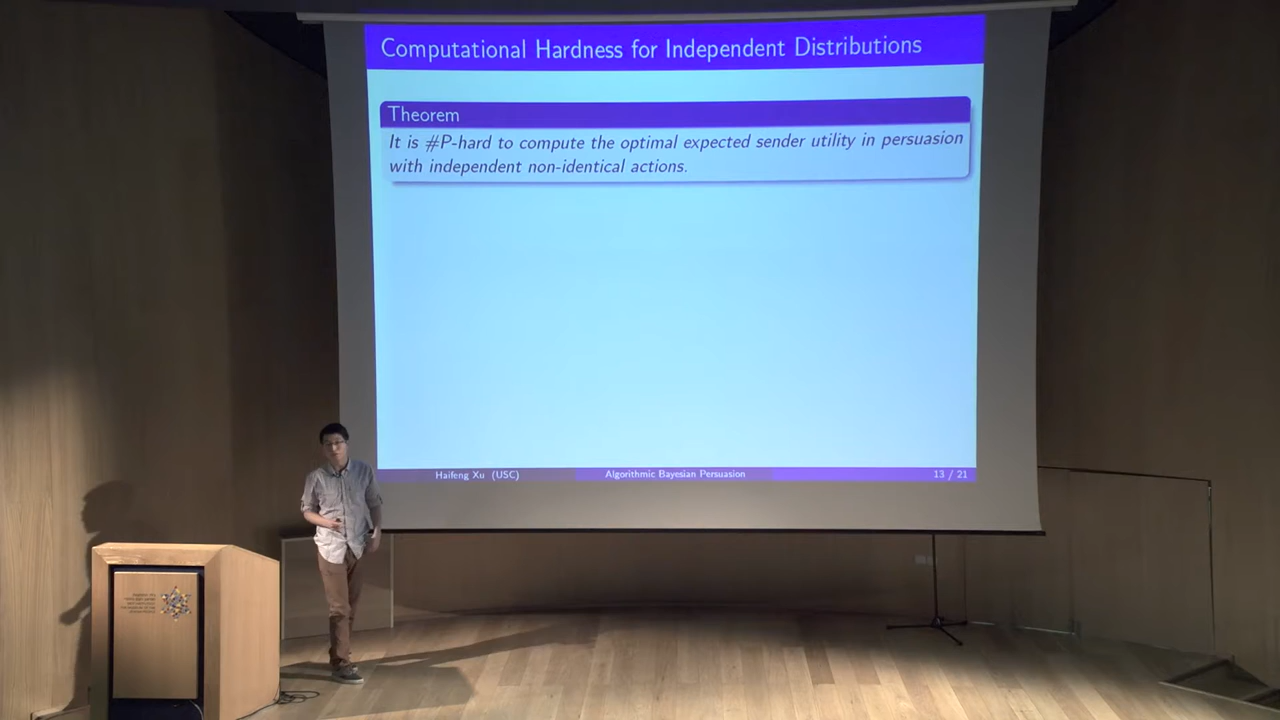 Computational Hardness for Independent Distributions
Theorem
It is #P-hard to compute the optimal expected sender utility in persuasion
with independent non-identical actions.
Haifeng Xu (USC) Algorithmic Bayesian Persuasion 13 / 21